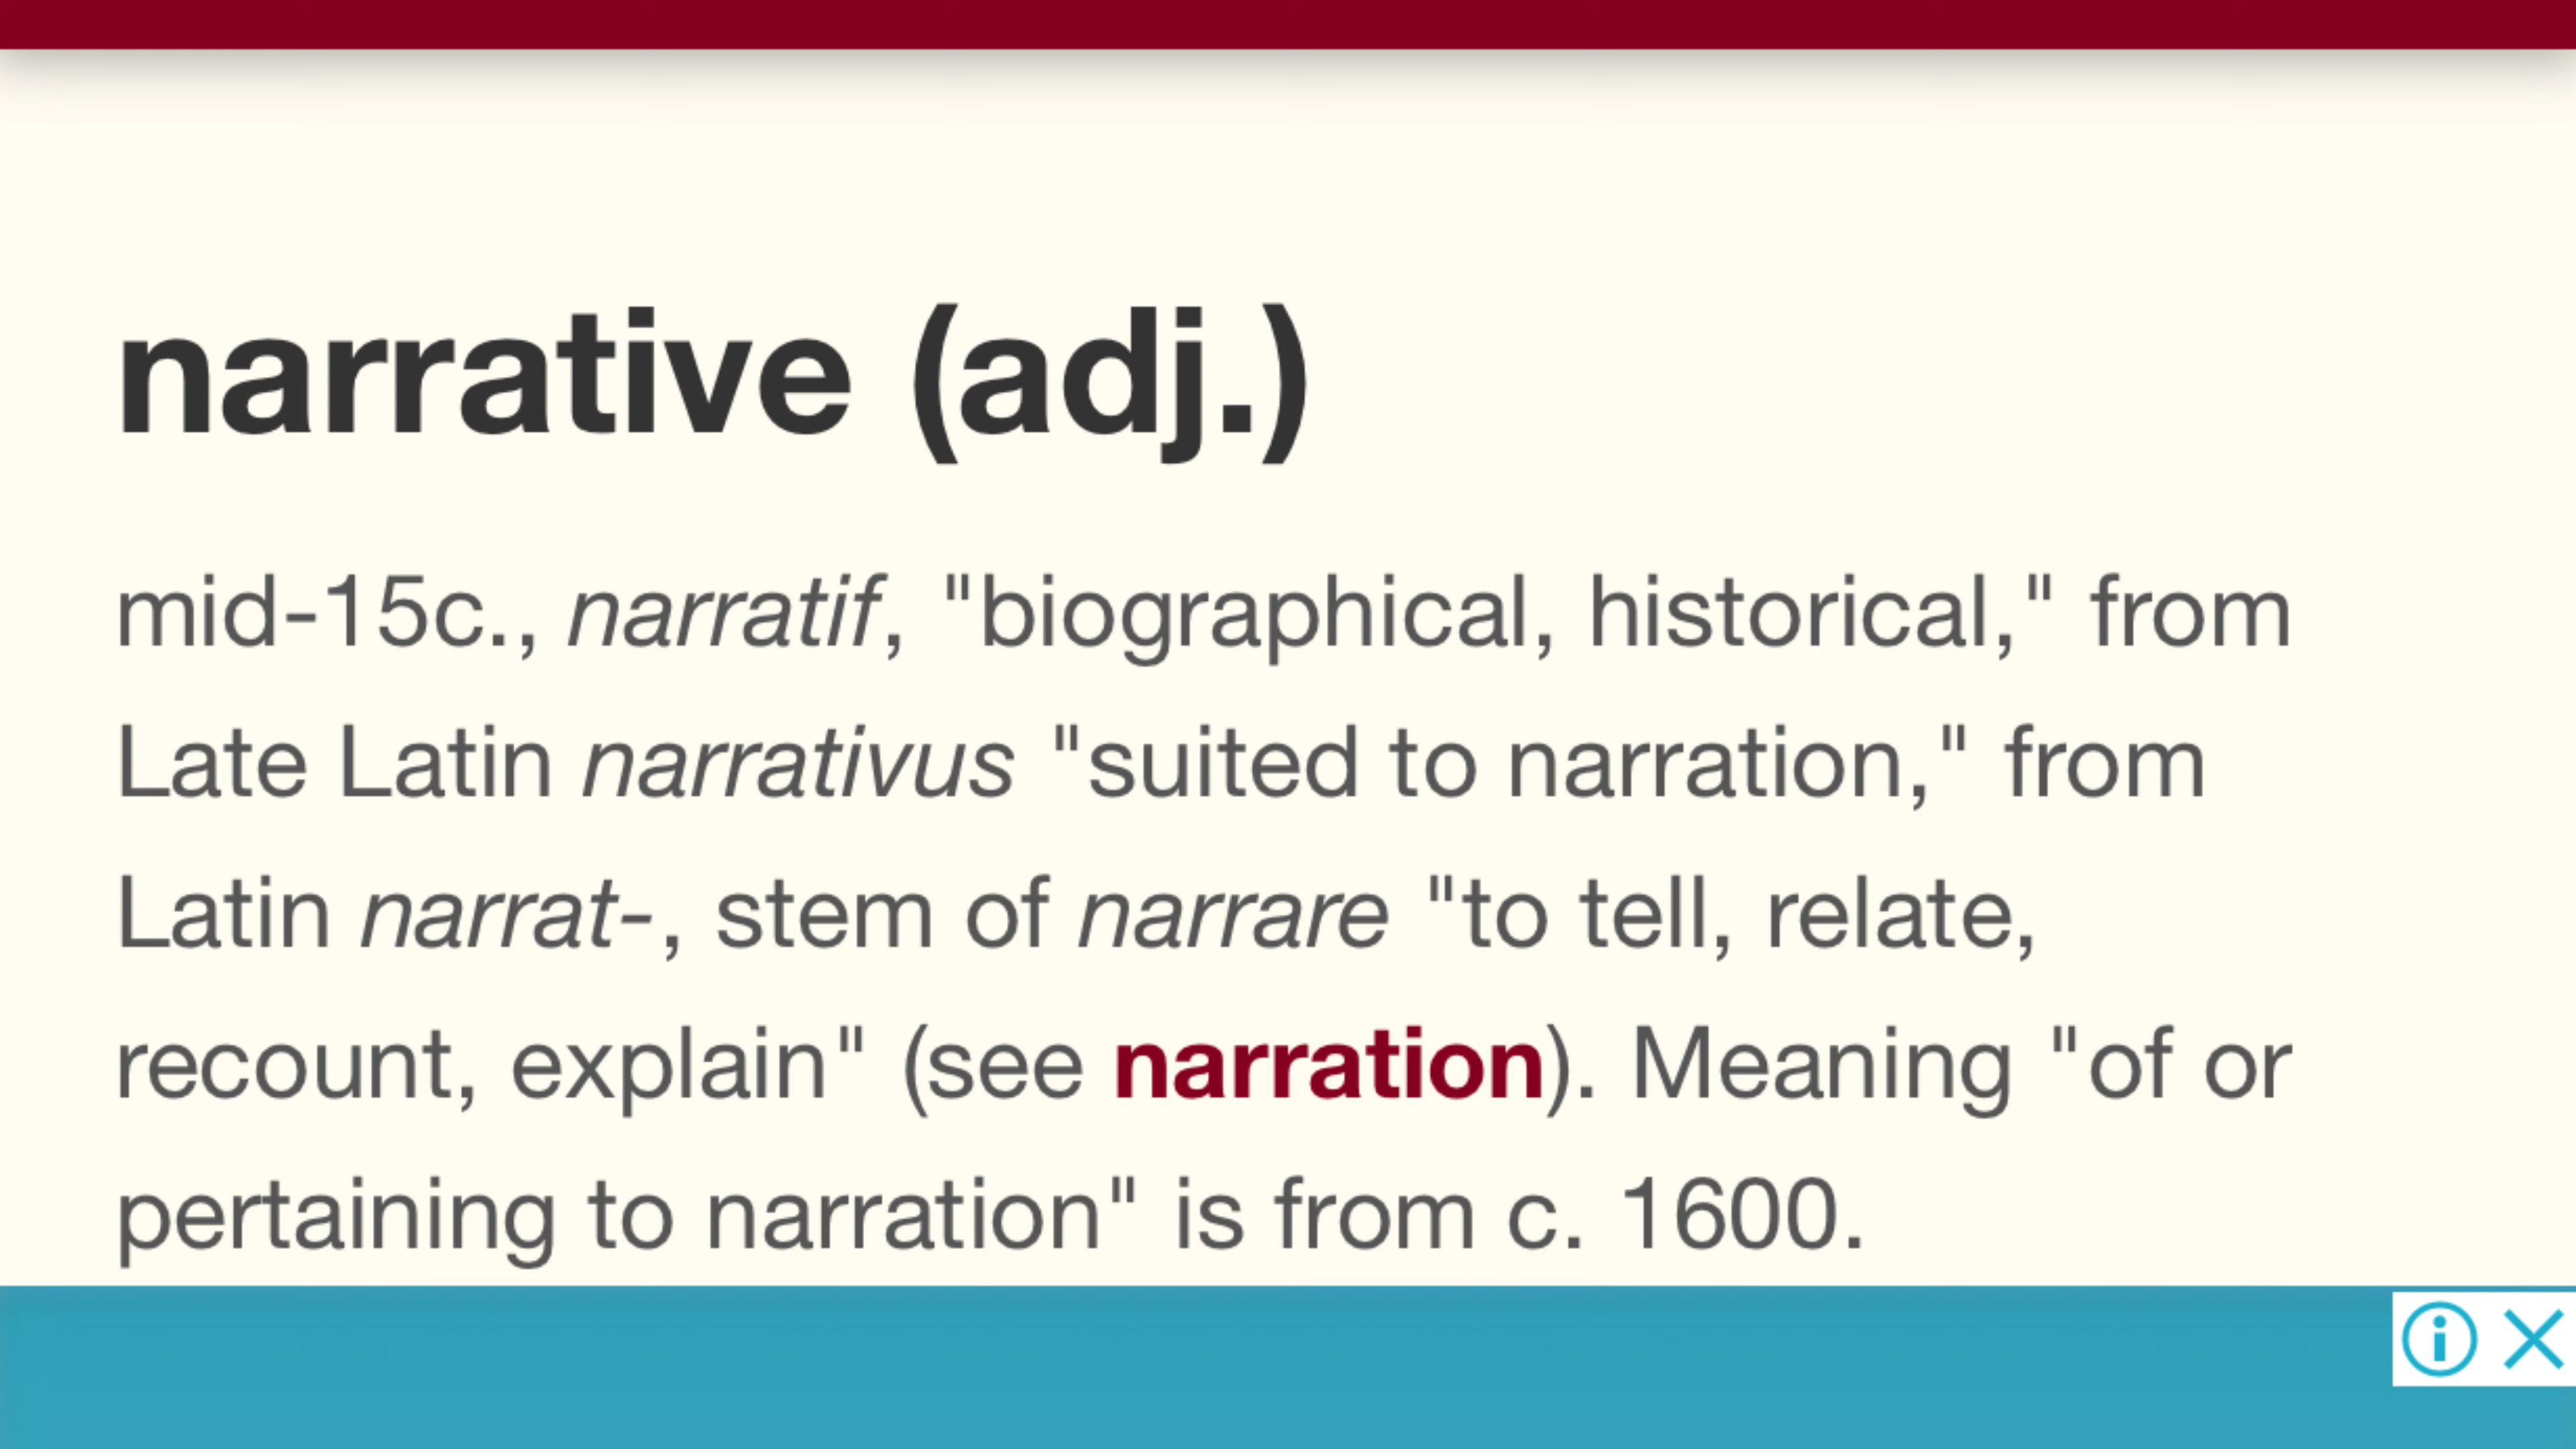 narrative (adj.)
mid-15c., narratif, "biographical, historical," from
Late Latin narrativus "suited to narration," from
Latin narrat-, stem of narrare "to tell, relate,
recount, explain" (see narration). Meaning "of or
pertaining to narration" is from c. 1600.